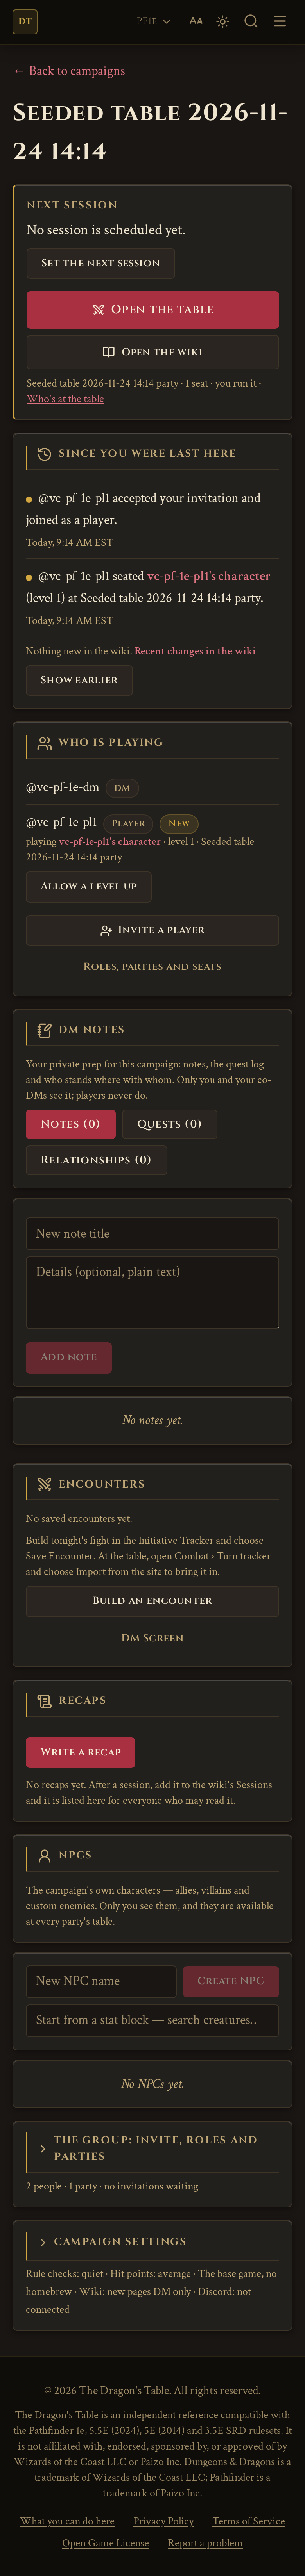 DT
PF1e
Aa
← Back to campaigns
Seeded table 2026-11-
24 14:14
Next session
No session is scheduled yet.
Set the next session
Open the table
Open the wiki
Seeded table 2026-11-24 14:14 party · 1 seat · you run it ·
Who's at the table
Since you were last here
@vc-pf-1e-pl1 accepted your invitation and
joined as a player.
Today, 9:14 AM EST
@vc-pf-1e-pl1 seated vc-pf-1e-pl1's character
(level 1) at Seeded table 2026-11-24 14:14 party.
Today, 9:14 AM EST
Nothing new in the wiki. Recent changes in the wiki
Show earlier
Who is playing
@vc-pf-1e-dm DM
@vc-pf-1e-pl1 Player New
playing vc-pf-1e-pl1's character · level 1 · Seeded table
2026-11-24 14:14 party
Allow a level up
Invite a player
Roles, parties and seats
DM notes
Your private prep for this campaign: notes, the quest log
and who stands where with whom. Only you and your co-
DMs see it; players never do.
Notes (0) Quests (0)
Relationships (0)
New note title
Details (optional, plain text)
Add note
No notes yet.
Encounters
No saved encounters yet.
Build tonight's fight in the Initiative Tracker and choose
Save Encounter. At the table, open Combat › Turn tracker
and choose Import from the site to bring it in.
Build an encounter
DM Screen
Recaps
Write a recap
No recaps yet. After a session, add it to the wiki's Sessions
and it is listed here for everyone who may read it.
NPCs
The campaign's own characters — allies, villains and
custom enemies. Only you see them, and they are available
at every party's table.
New NPC name Create NPC
Start from a stat block — search creatures…
No NPCs yet.
The group: invite, roles and
parties
2 people · 1 party · no invitations waiting
Campaign settings
Rule checks: quiet · Hit points: average · The base game, no
homebrew · Wiki: new pages DM only · Discord: not
connected
© 2026 The Dragon's Table. All rights reserved.
The Dragon's Table is an independent reference compatible with
the Pathfinder 1e, 5.5E (2024), 5E (2014) and 3.5E SRD rulesets. It
is not affiliated with, endorsed, sponsored by, or approved of by
Wizards of the Coast LLC or Paizo Inc. Dungeons & Dragons is a
trademark of Wizards of the Coast LLC; Pathfinder is a
trademark of Paizo Inc.
What you can do here Privacy Policy Terms of Service
Open Game License Report a problem